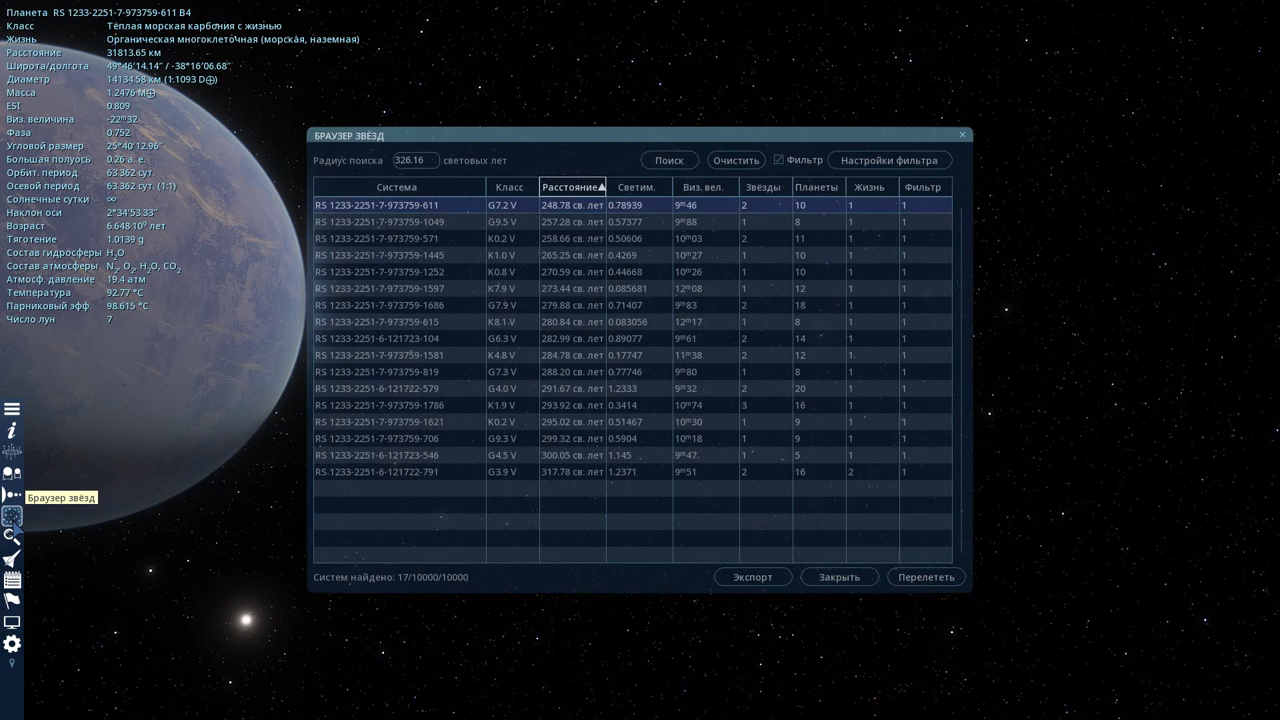 Планета RS 1233-2251-7-973759-611 B4
Класс Тёплая морская карбония с жизнью
Жизнь Органическая многоклеточная (морская, наземная)
Расстояние 31813.65 км
Широта/долгота 49°46′14.14″ / -38°16′06.68″
Диаметр 14134.58 км (1.1093 D⨁)
Масса 1.2476 M⨁
ESI 0.809
Виз. величина -22ᵐ32
Фаза 0.752
Угловой размер 25°40′12.96″
Большая полуось 0.26 а. е.
Орбит. период 63.362 сут.
Осевой период 63.362 сут. (1:1)
Солнечные сутки ∞
Наклон оси 2°34′53.33″
Возраст 6.648·10⁹ лет
Тяготение 1.0139 g
Состав гидросферы H₂O
Состав атмосферы N₂, O₂, H₂O, CO₂
Атмосф. давление 19.4 атм
Температура 92.77 °C
Парниковый эфф. 98.615 °C
Число лун 7
Браузер звёзд
БРАУЗЕР ЗВЁЗД
Радиус поиска 326.16 световых лет Поиск Очистить Фильтр Настройки фильтра
Система Класс Расстояние▲ Светим. Виз. вел. Звёзды Планеты Жизнь Фильтр
RS 1233-2251-7-973759-611 G7.2 V 248.78 св. лет 0.78939 9ᵐ46 2 10 1 1
RS 1233-2251-7-973759-1049 G9.5 V 257.28 св. лет 0.57377 9ᵐ88 1 8 1 1
RS 1233-2251-7-973759-571 K0.2 V 258.66 св. лет 0.50606 10ᵐ03 2 11 1 1
RS 1233-2251-7-973759-1445 K1.0 V 265.25 св. лет 0.4269 10ᵐ27 1 10 1 1
RS 1233-2251-7-973759-1252 K0.8 V 270.59 св. лет 0.44668 10ᵐ26 1 10 1 1
RS 1233-2251-7-973759-1597 K7.9 V 273.44 св. лет 0.085681 12ᵐ08 1 12 1 1
RS 1233-2251-7-973759-1686 G7.9 V 279.88 св. лет 0.71407 9ᵐ83 2 18 1 1
RS 1233-2251-7-973759-615 K8.1 V 280.84 св. лет 0.083056 12ᵐ17 1 8 1 1
RS 1233-2251-6-121723-104 G6.3 V 282.99 св. лет 0.89077 9ᵐ61 2 14 1 1
RS 1233-2251-7-973759-1581 K4.8 V 284.78 св. лет 0.17747 11ᵐ38 2 12 1 1
RS 1233-2251-7-973759-819 G7.3 V 288.20 св. лет 0.77746 9ᵐ80 1 8 1 1
RS 1233-2251-6-121722-579 G4.0 V 291.67 св. лет 1.2333 9ᵐ32 2 20 1 1
RS 1233-2251-7-973759-1786 K1.9 V 293.92 св. лет 0.3414 10ᵐ74 3 16 1 1
RS 1233-2251-7-973759-1621 K0.2 V 295.02 св. лет 0.51467 10ᵐ30 1 9 1 1
RS 1233-2251-7-973759-706 G9.3 V 299.32 св. лет 0.5904 10ᵐ18 1 9 1 1
RS 1233-2251-6-121723-546 G4.5 V 300.05 св. лет 1.145 9ᵐ47 1 5 1 1
RS 1233-2251-6-121722-791 G3.9 V 317.78 св. лет 1.2371 9ᵐ51 2 16 2 1
Систем найдено: 17/10000/10000 Экспорт Закрыть Перелететь